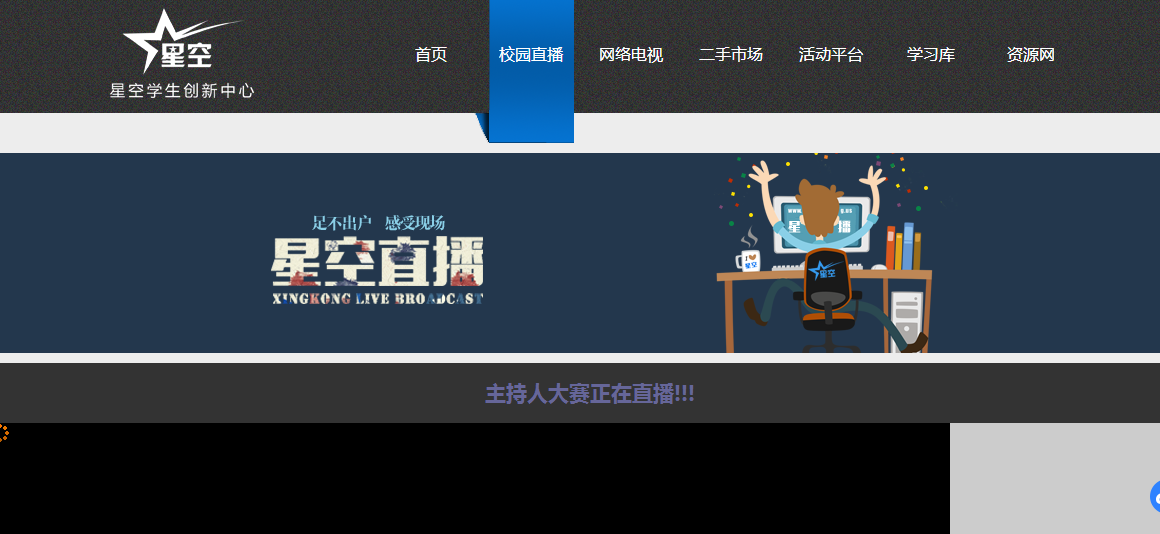 星空
星空学生创新中心
首页
校园直播
网络电视
二手市场
活动平台
学习库
资源网
足不出户 感受现场
星空直播
XINGKONG LIVE BROADCAST
星 播
I
星空
星空
主持人大赛正在直播!!!